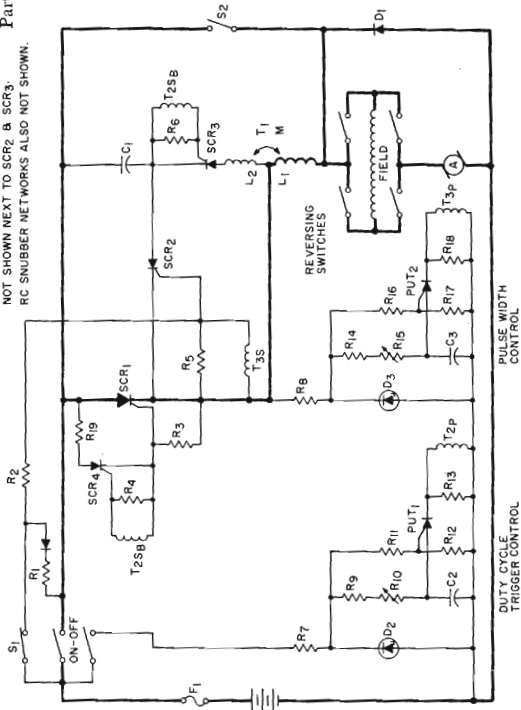 Par
NOT SHOWN NEXT TO SCR2 & SCR3.
RC SNUBBER NETWORKS ALSO NOT SHOWN.
S2
D1
C1
T2SB
R6
SCR3
T1
M
L2
L1
FIELD
A
REVERSING
SWITCHES
SCR2
R5
T3S
SCR1
R19
R3
SCR4
R4
T2SB
R2
R1
S1
ON-OFF
F1
R8
D3
R14
R15
C3
R16
PUT2
R17
R18
T3P
PULSE WIDTH
CONTROL
R7
D2
R9
R10
C2
R11
PUT1
R12
R13
T2P
DUTY CYCLE
TRIGGER CONTROL